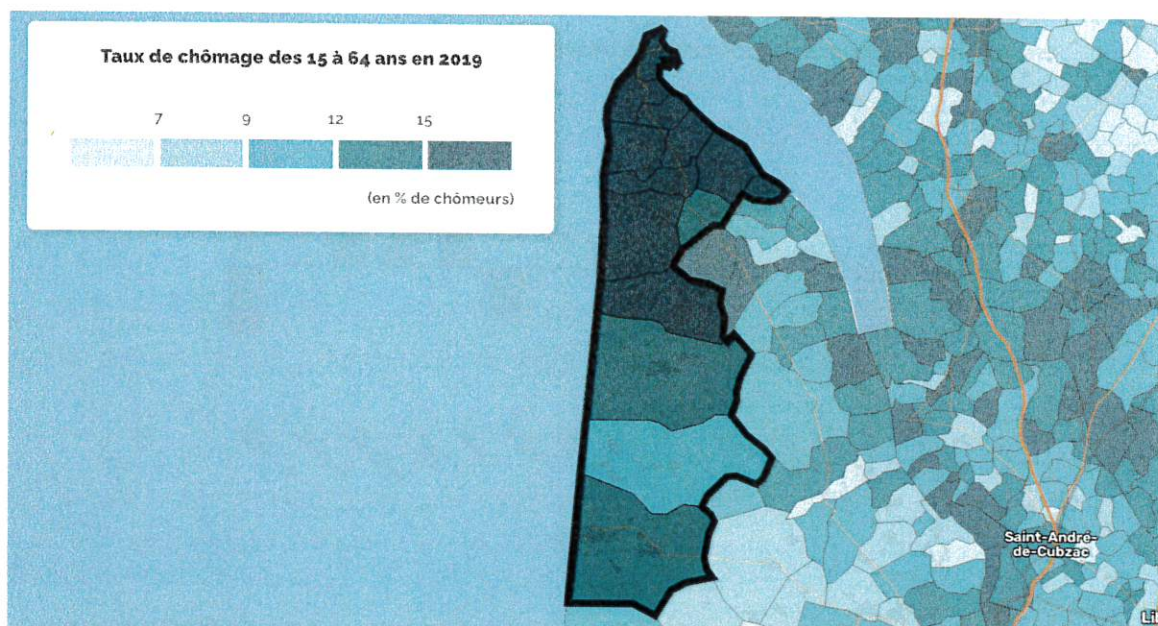 Taux de chômage des 15 à 64 ans en 2019
7 9 12 15
(en % de chômeurs)
Saint-André-
de-Cubzac